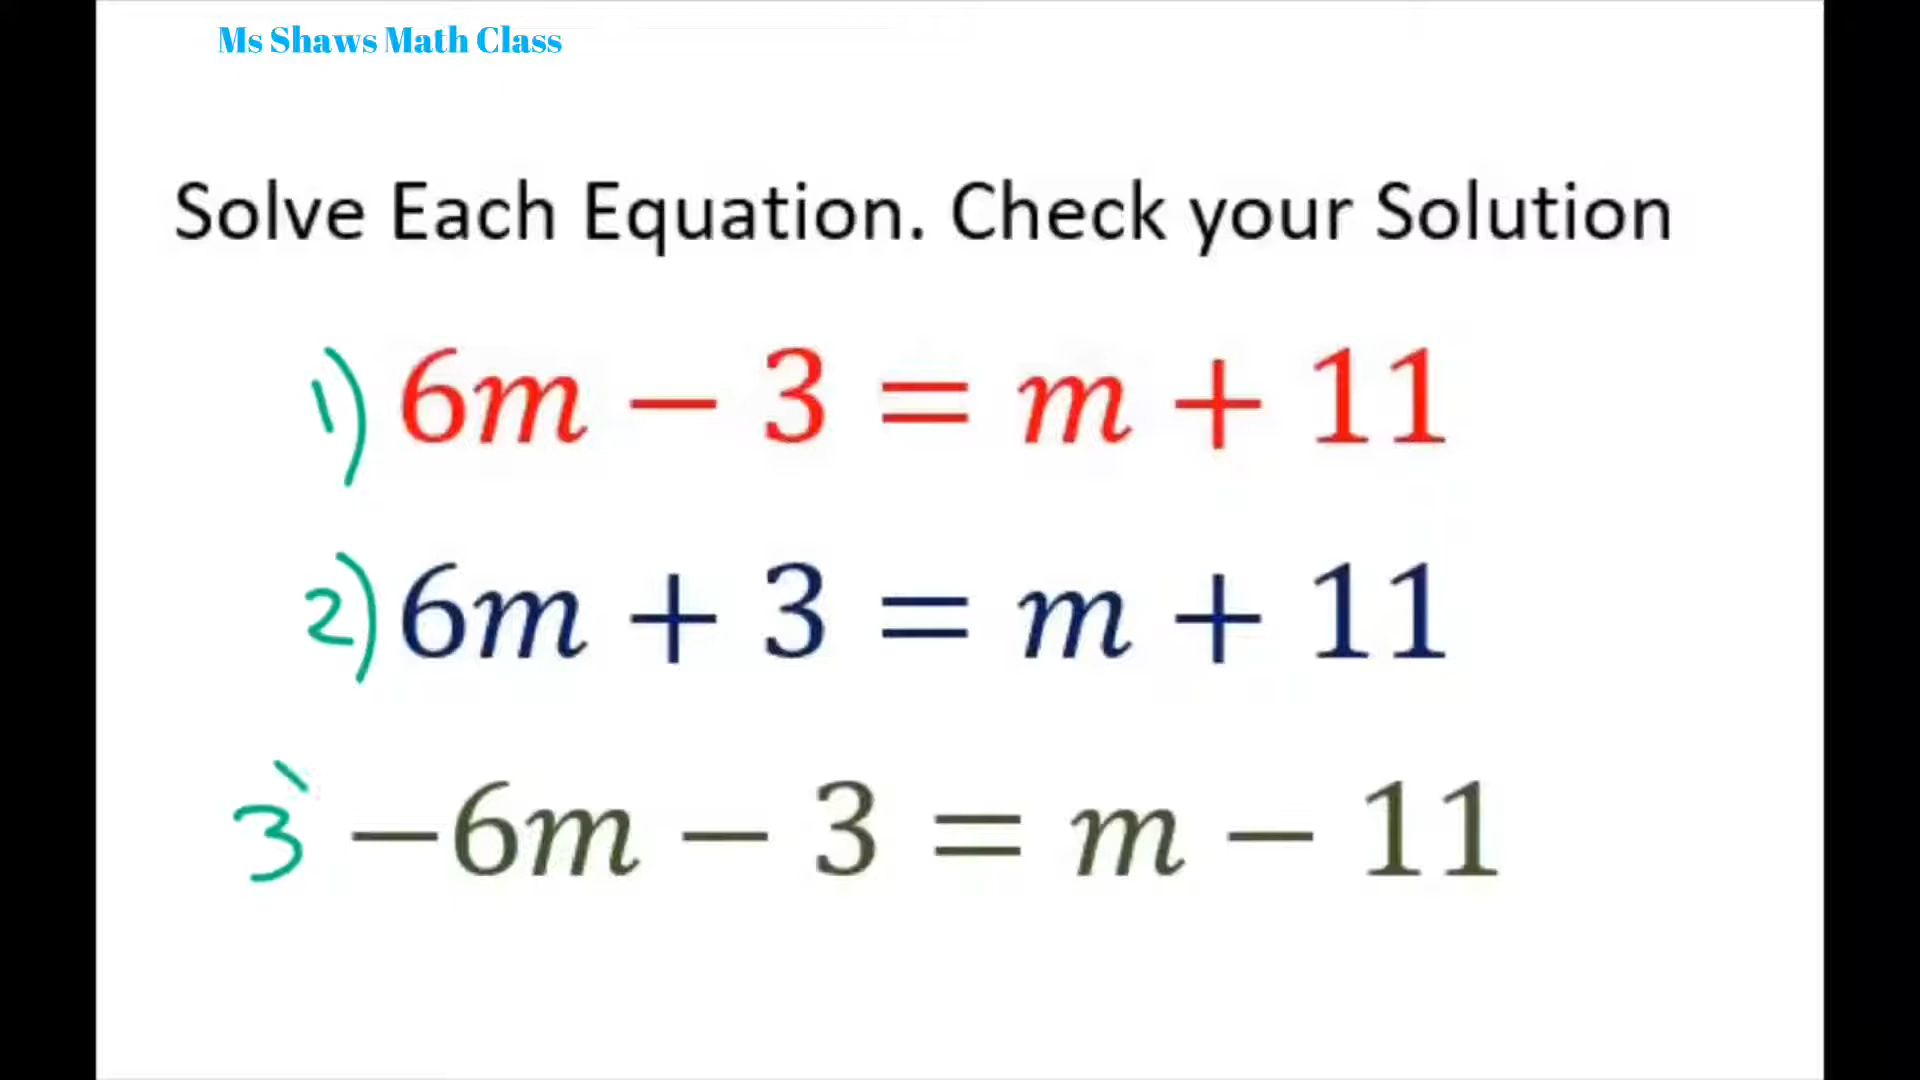 Ms Shaws Math Class
Solve Each Equation. Check your Solution
1) 6m − 3 = m + 11
2) 6m + 3 = m + 11
3 −6m − 3 = m − 11